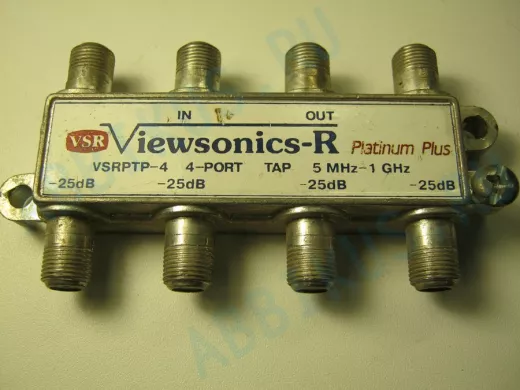 IN OUT
VSR Viewsonics-R Platinum Plus
VSRPTP-4 4-PORT TAP 5 MHz-1 GHz
-25dB -25dB -25dB -25dB